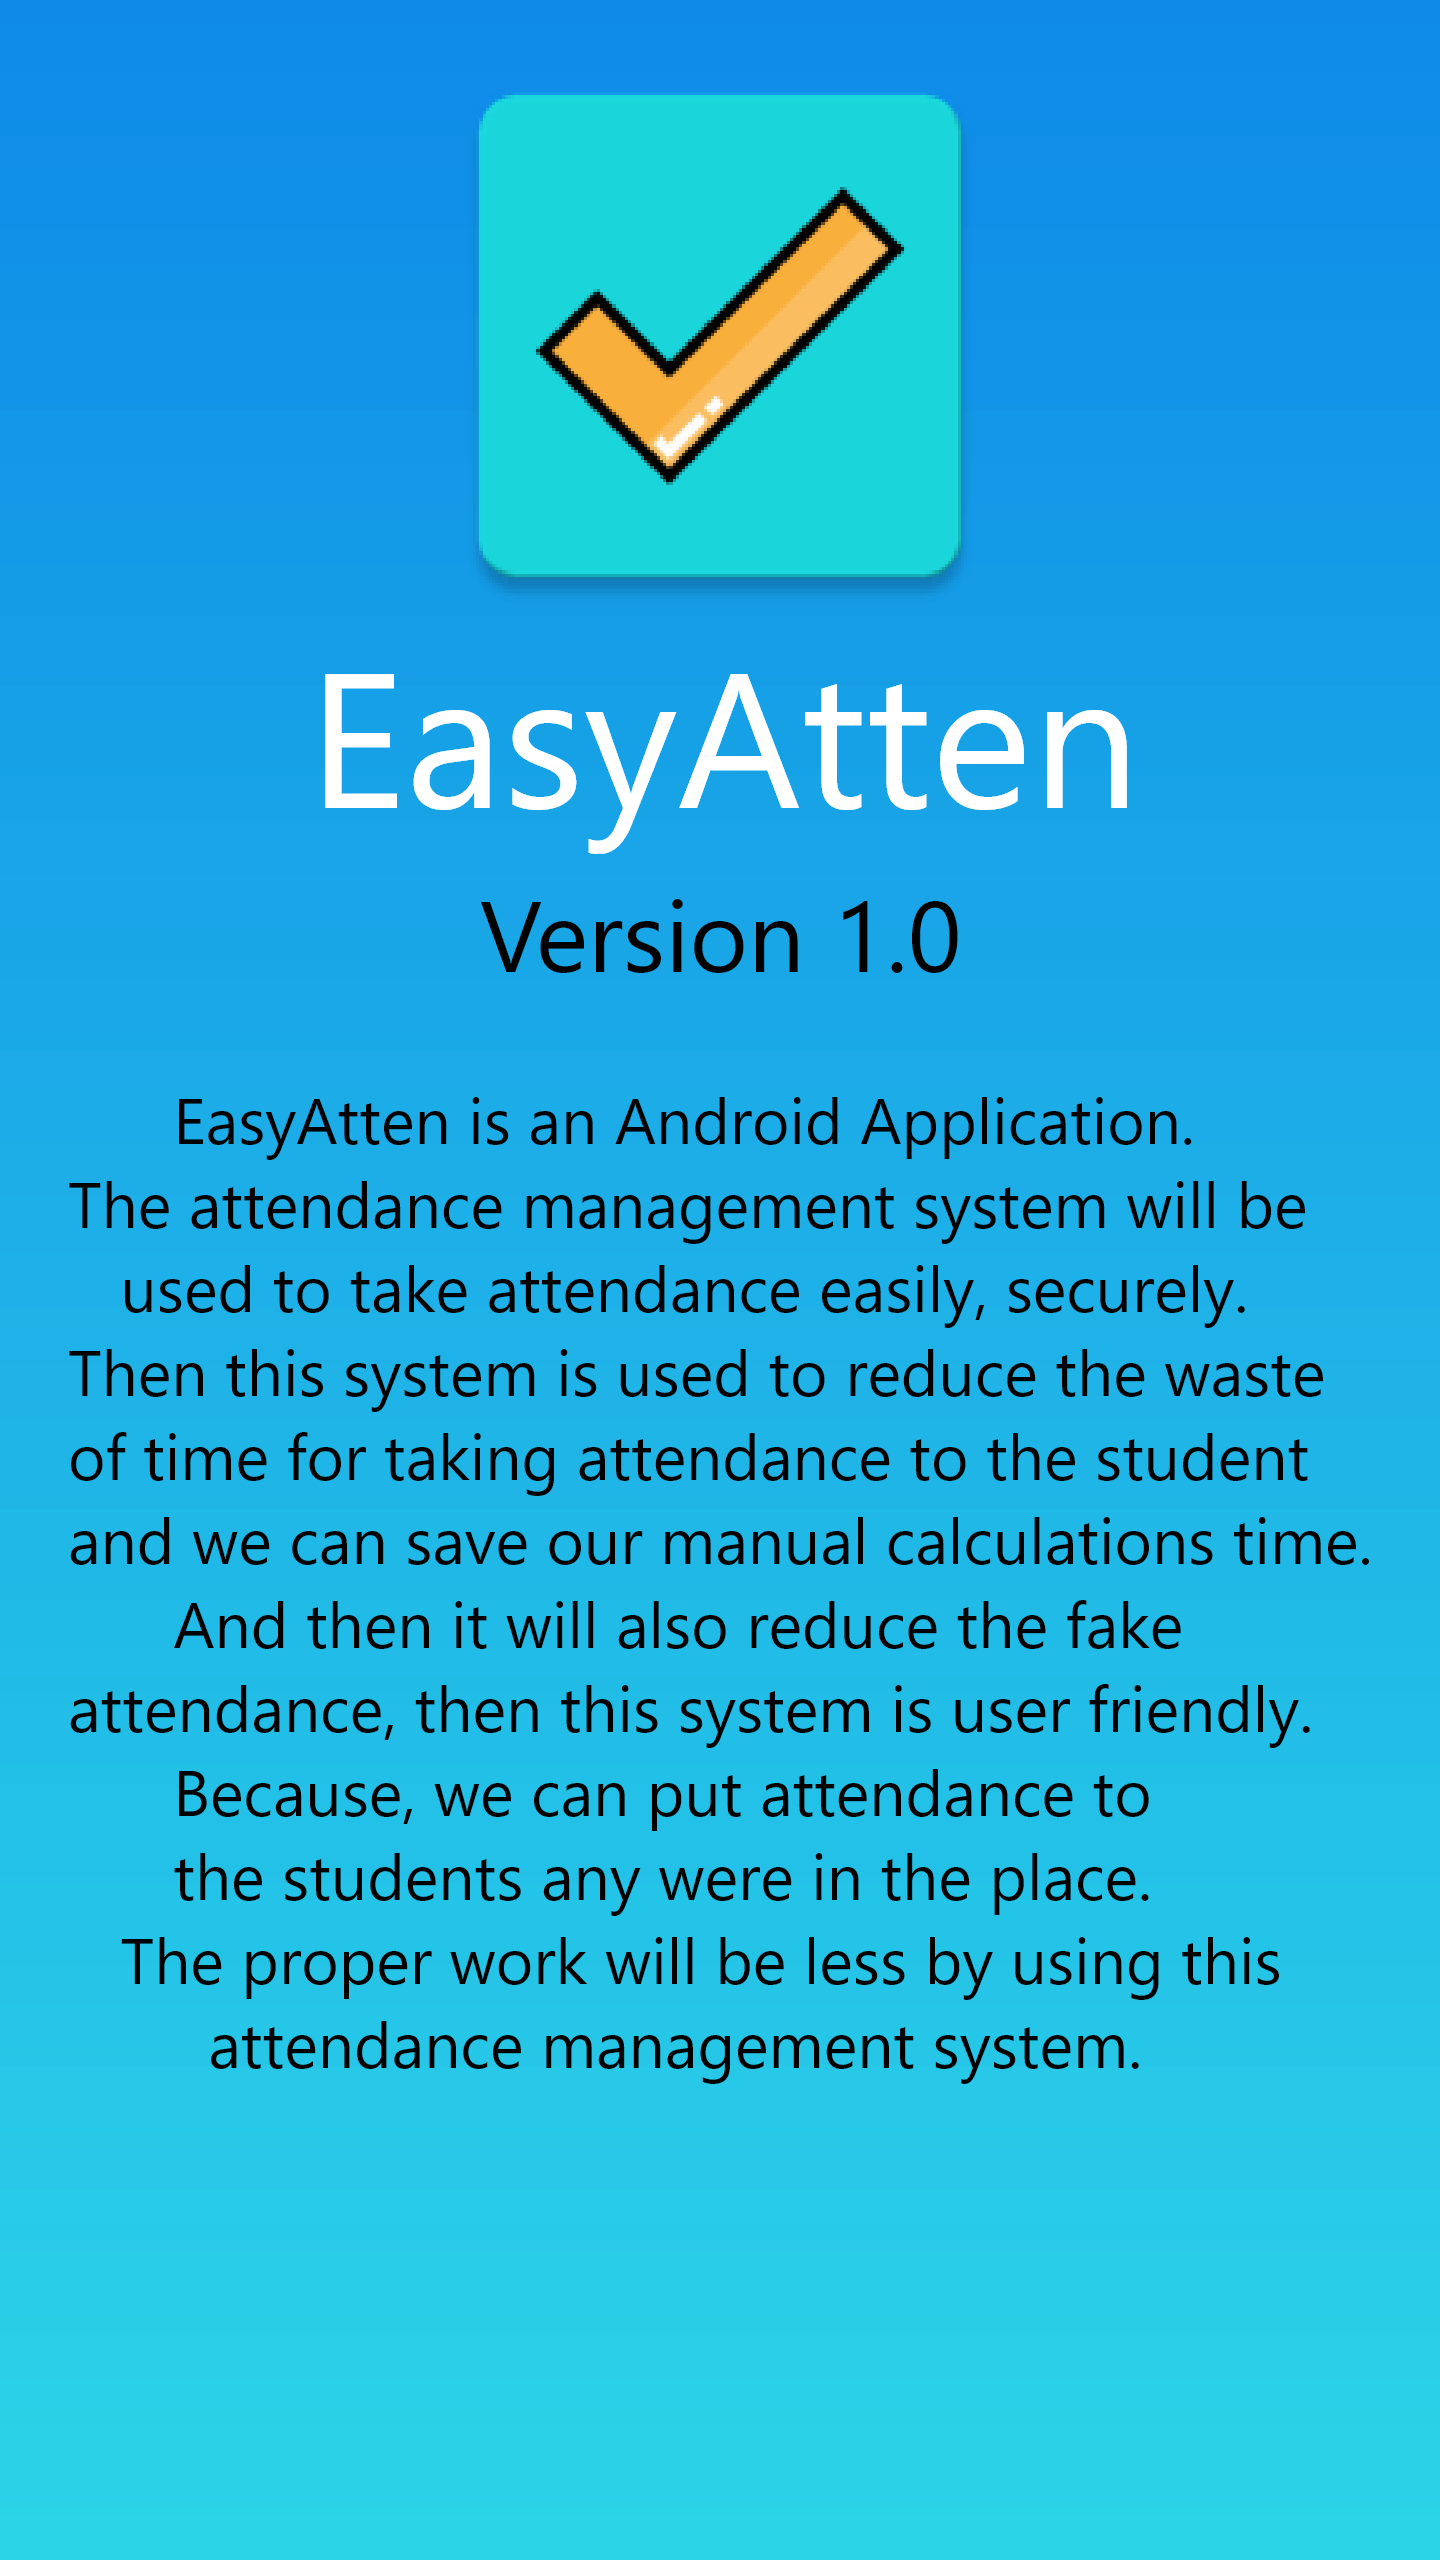 EasyAtten
Version 1.0
EasyAtten is an Android Application.
The attendance management system will be
used to take attendance easily, securely.
Then this system is used to reduce the waste
of time for taking attendance to the student
and we can save our manual calculations time.
And then it will also reduce the fake
attendance, then this system is user friendly.
Because, we can put attendance to
the students any were in the place.
The proper work will be less by using this
attendance management system.